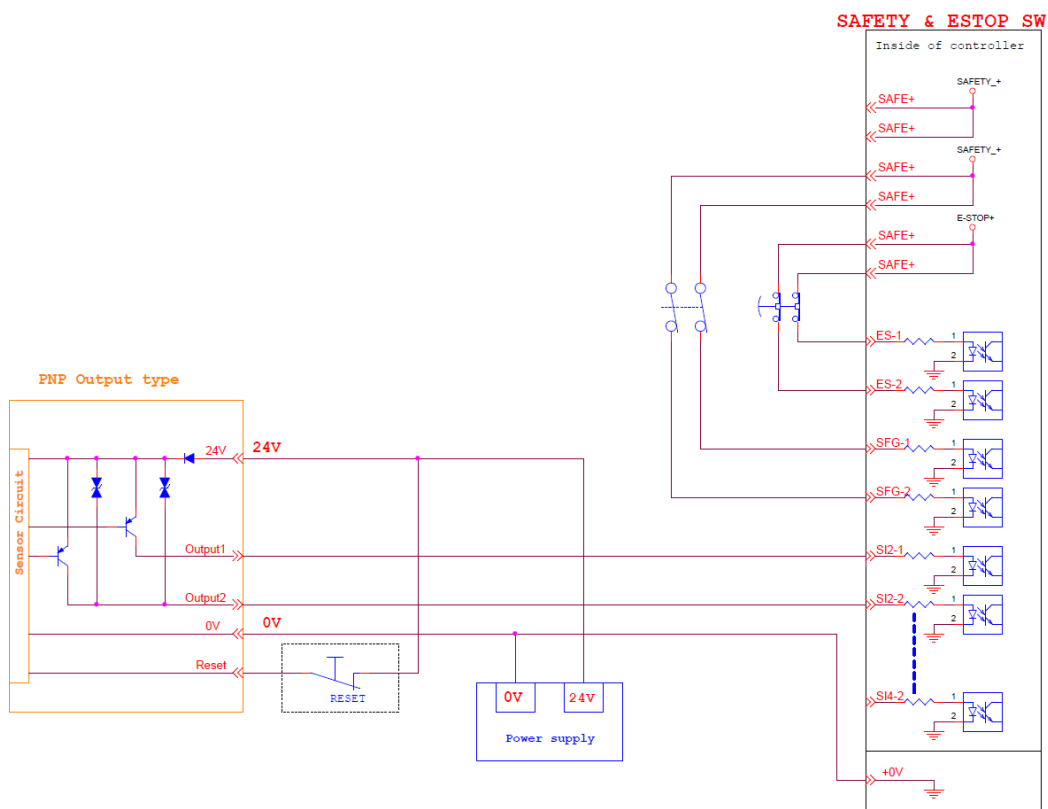 SAFETY & ESTOP SW
Inside of controller
SAFETY_+
SAFE+
SAFE+
SAFETY_+
SAFE+
SAFE+
E-STOP+
SAFE+
SAFE+
ES-1
1
2
ES-2
1
2
SFG-1
1
2
SFG-2
1
2
SI2-1
1
2
SI2-2
1
2
SI4-2
1
2
+0V
PNP Output type
Sensor Circuit
24V
24V
Output1
Output2
0V
0V
Reset
RESET
0V
24V
Power supply